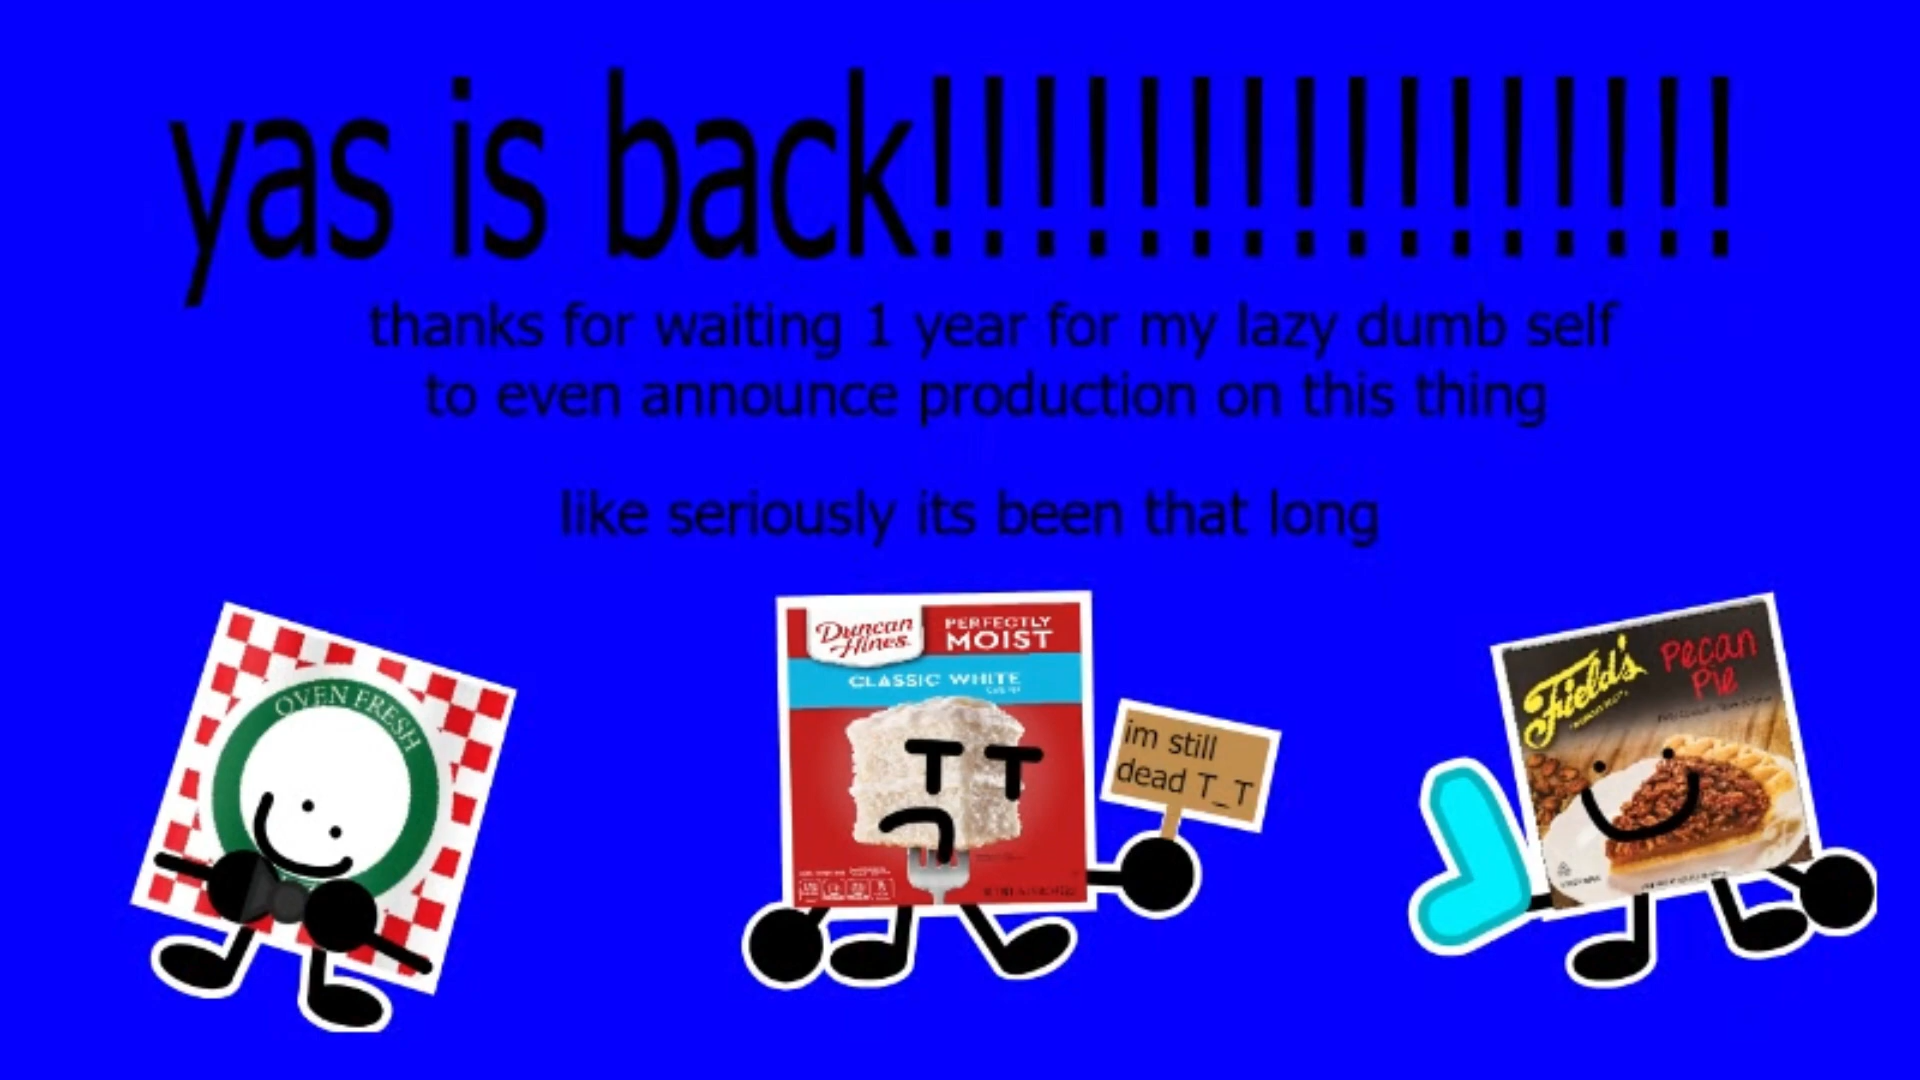 yas is back!!!!!!!!!!!!!!!!
thanks for waiting 1 year for my lazy dumb self
to even announce production on this thing
like seriously its been that long
OVEN FRESH
Duncan
Hines
PERFECTLY
MOIST
CLASSIC WHITE
im still
dead T_T
Field's
Pecan
Pie